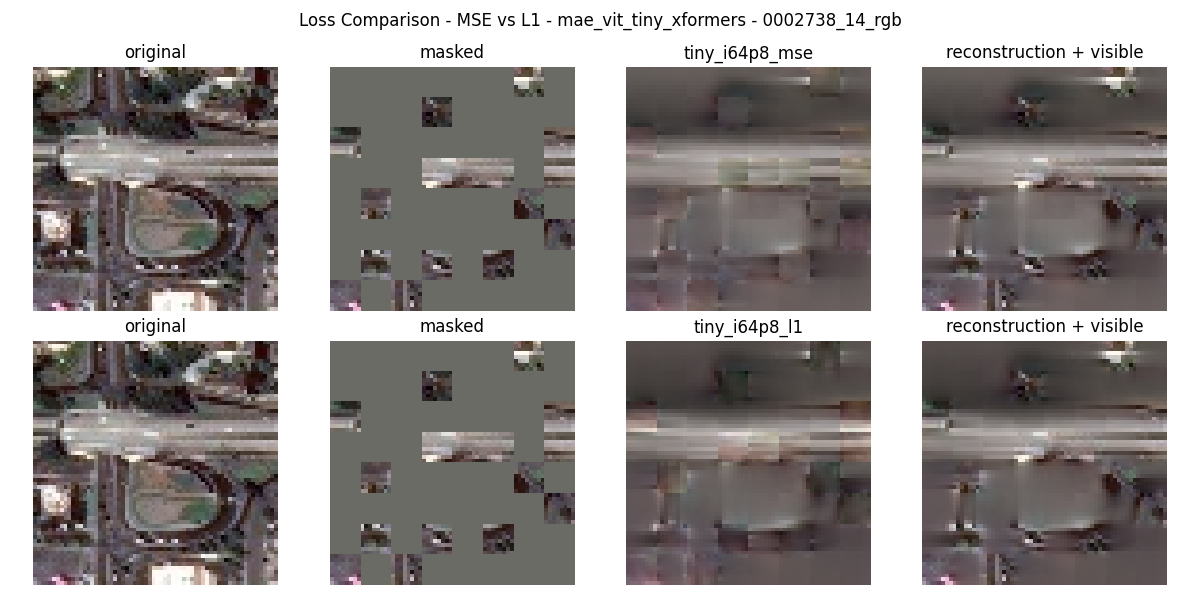 Loss Comparison - MSE vs L1 - mae_vit_tiny_xformers - 0002738_14_rgb
original
masked
tiny_i64p8_mse
reconstruction + visible
original
masked
tiny_i64p8_l1
reconstruction + visible